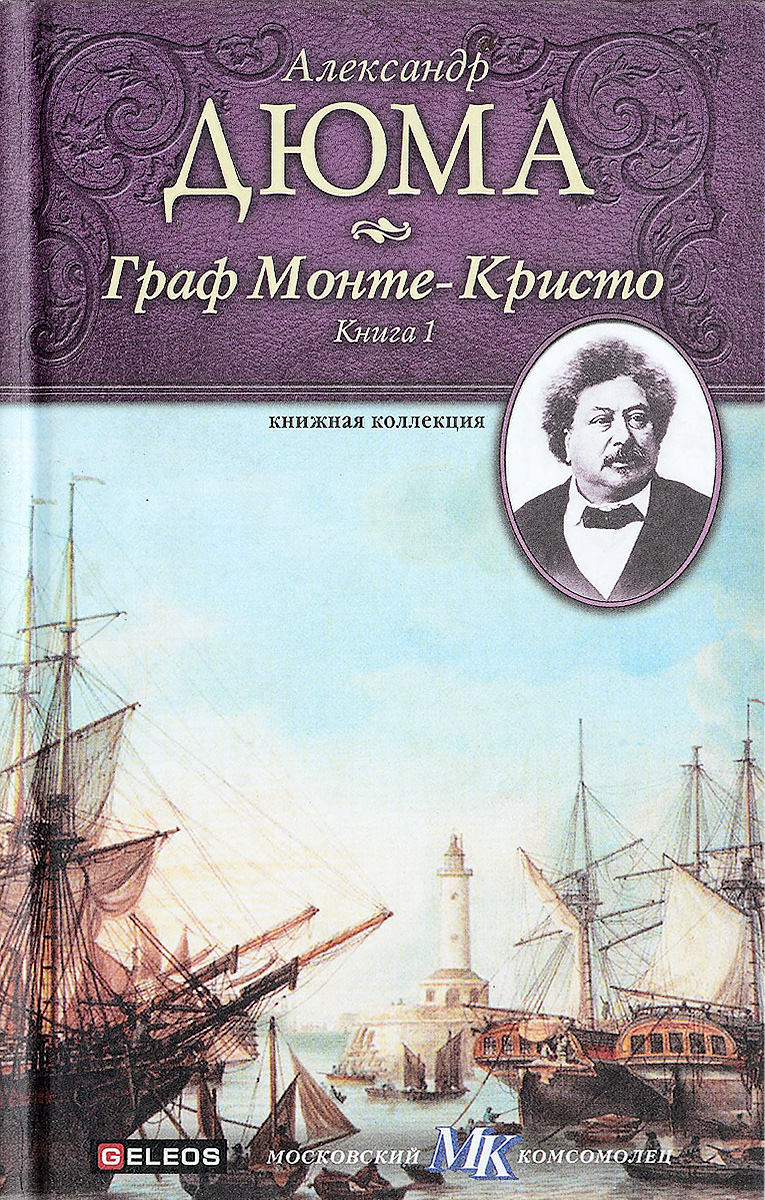 Александр
ДЮМА
Граф Монте-Кристо
Книга 1
книжная коллекция
GELEOS
МОСКОВСКИЙ МК КОМСОМОЛЕЦ